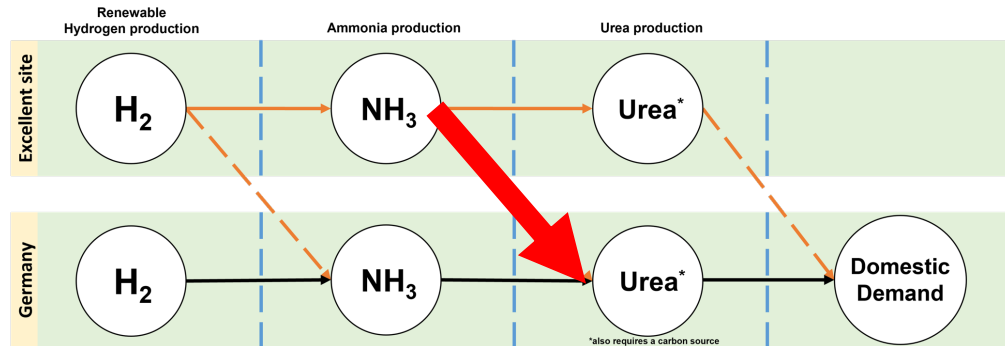 Renewable
Hydrogen production
Ammonia production
Urea production
Excellent site
H₂
NH₃
Urea*
Germany
H₂
NH₃
Urea*
Domestic
Demand
*also requires a carbon source